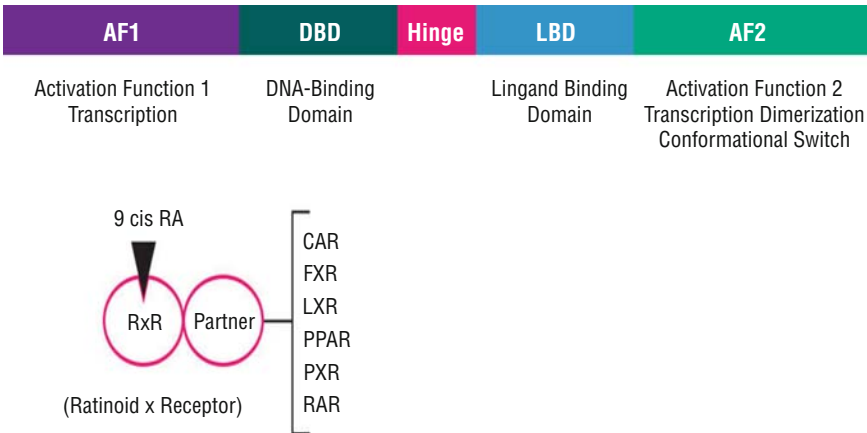 AF1 DBD Hinge LBD AF2
Activation Function 1 DNA-Binding Lingand Binding Activation Function 2
Transcription Domain Domain Transcription Dimerization
Conformational Switch
9 cis RA
RxR Partner
CAR
FXR
LXR
PPAR
PXR
RAR
(Ratinoid x Receptor)